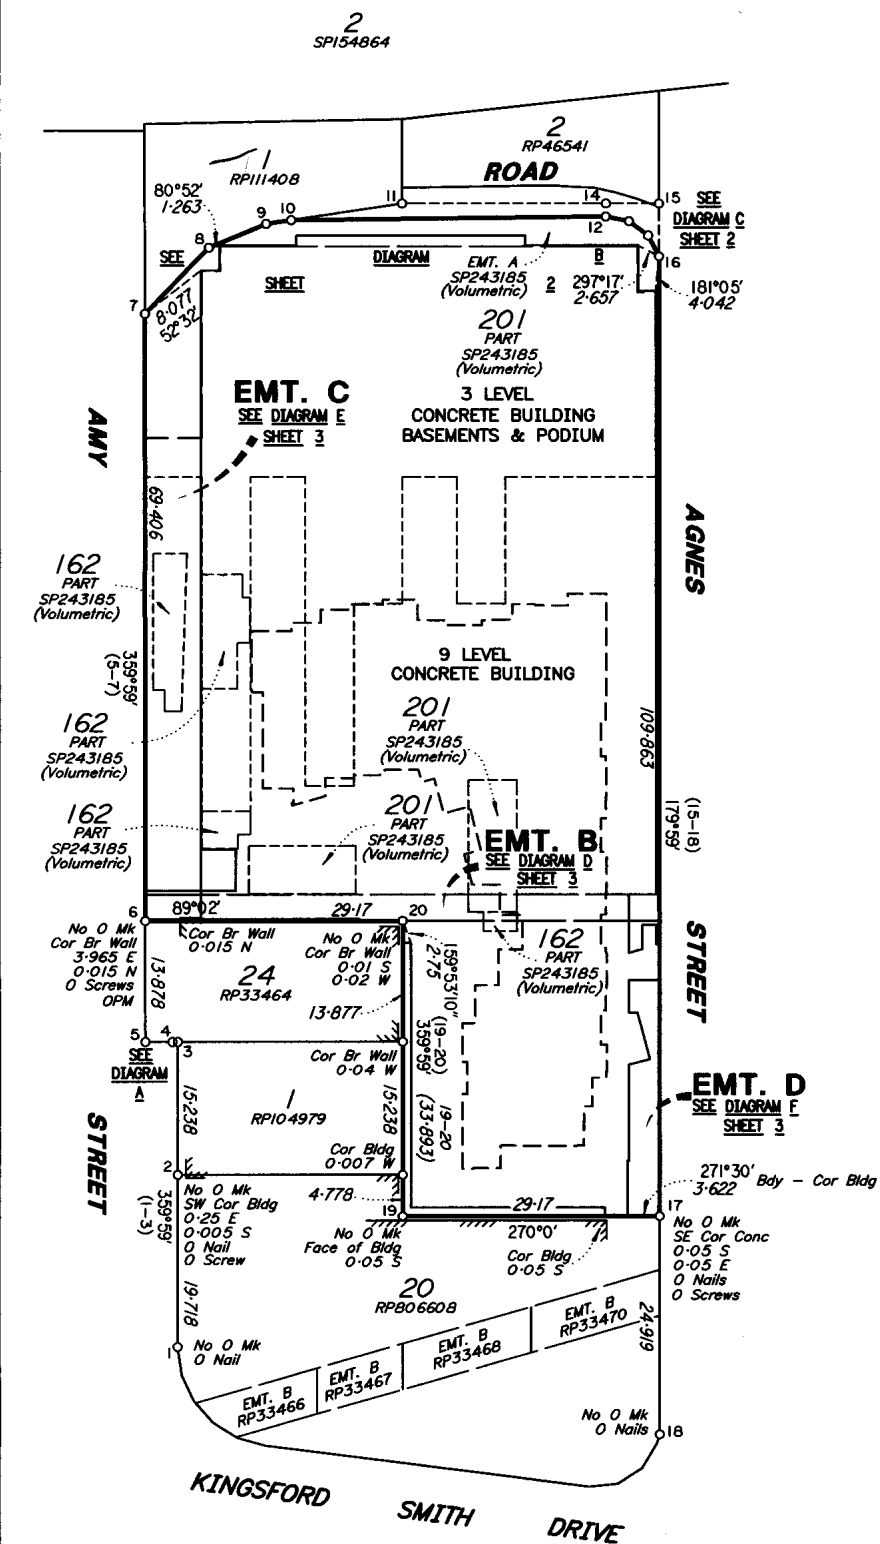 2
SP154864
2
RP46541
1
RP111408
ROAD
80°52'
1·263
11
14
15
SEE
DIAGRAM C
SHEET 2
9
10
12
8
16
SEE
DIAGRAM
B
SHEET
2
EMT. A
SP243185
(Volumetric)
297°17'
2·657
181°05'
4·042
7
8·077
52°32'
201
PART
SP243185
(Volumetric)
EMT. C
SEE DIAGRAM E
SHEET 3
3 LEVEL
CONCRETE BUILDING
BASEMENTS & PODIUM
AMY
69·406
AGNES
162
PART
SP243185
(Volumetric)
359°59'
(5–7)
9 LEVEL
CONCRETE BUILDING
201
PART
SP243185
(Volumetric)
162
PART
SP243185
(Volumetric)
109·863
(15–18)
179°59'
162
PART
SP243185
(Volumetric)
201
PART
SP243185
(Volumetric)
EMT. B
SEE DIAGRAM D
SHEET 3
6
89°02'
29·17
20
No O Mk
Cor Br Wall
3·965 E
0·015 N
O Screws
OPM
13·878
Cor Br Wall
0·015 N
24
RP33464
No O Mk
Cor Br Wall
0·01 S
0·02 W
13·877
159°53'10"
2·75
162
PART
SP243185
(Volumetric)
STREET
5
4
3
SEE
DIAGRAM
A
Cor Br Wall
0·04 W
(19–20)
359°59'
1
RP104979
15·238
15·238
19–20
(33·893)
EMT. D
SEE DIAGRAM F
SHEET 3
STREET
2
Cor Bldg
0·007 W
4·778
19
29·17
270°0'
271°30'
3·622
Bdy – Cor Bldg
17
359°59'
(1–3)
No O Mk
SW Cor Bldg
0·25 E
0·005 S
O Nail
O Screw
No O Mk
Face of Bldg
0·05 S
Cor Bldg
0·05 S
No O Mk
SE Cor Conc
0·05 S
0·05 E
O Nails
O Screws
20
RP806608
19·718
1
No O Mk
O Nail
24·919
EMT. B
RP33466
EMT. B
RP33467
EMT. B
RP33468
EMT. B
RP33470
No O Mk
O Nails
18
KINGSFORD SMITH DRIVE